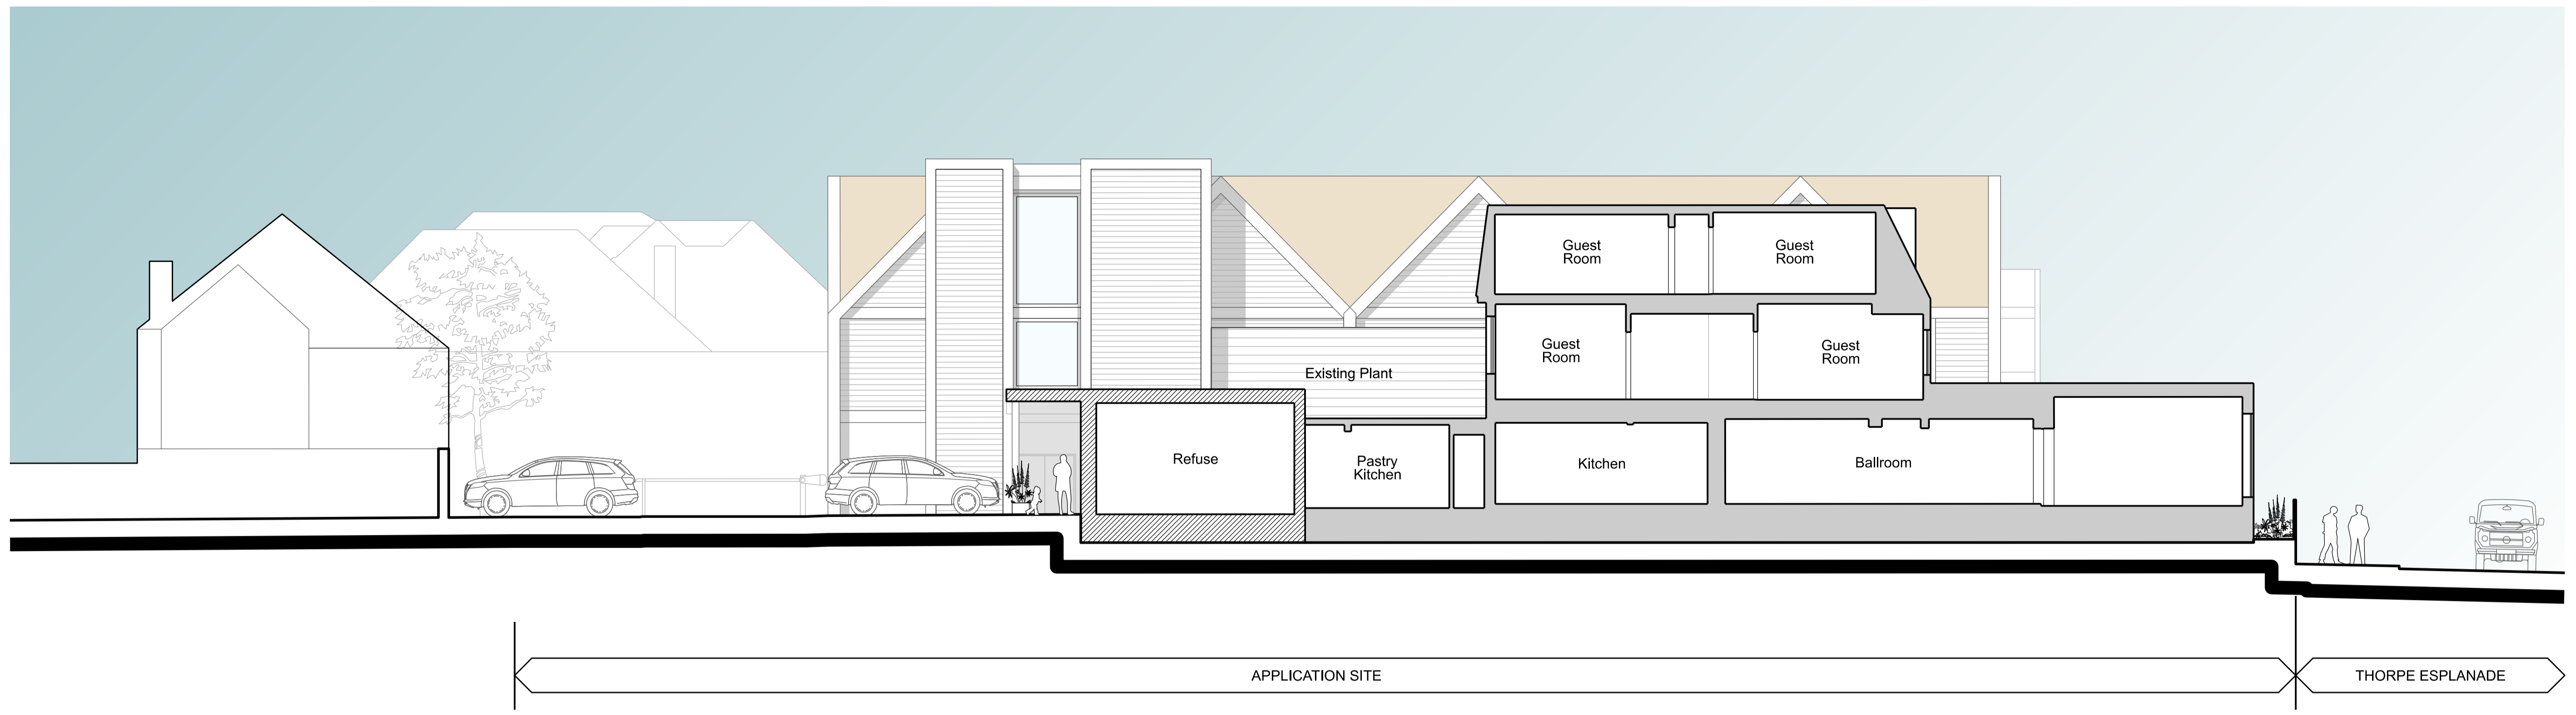 Guest
Room
Guest
Room
Guest
Room
Guest
Room
Existing Plant
Refuse
Pastry
Kitchen
Kitchen
Ballroom
APPLICATION SITE
THORPE ESPLANADE